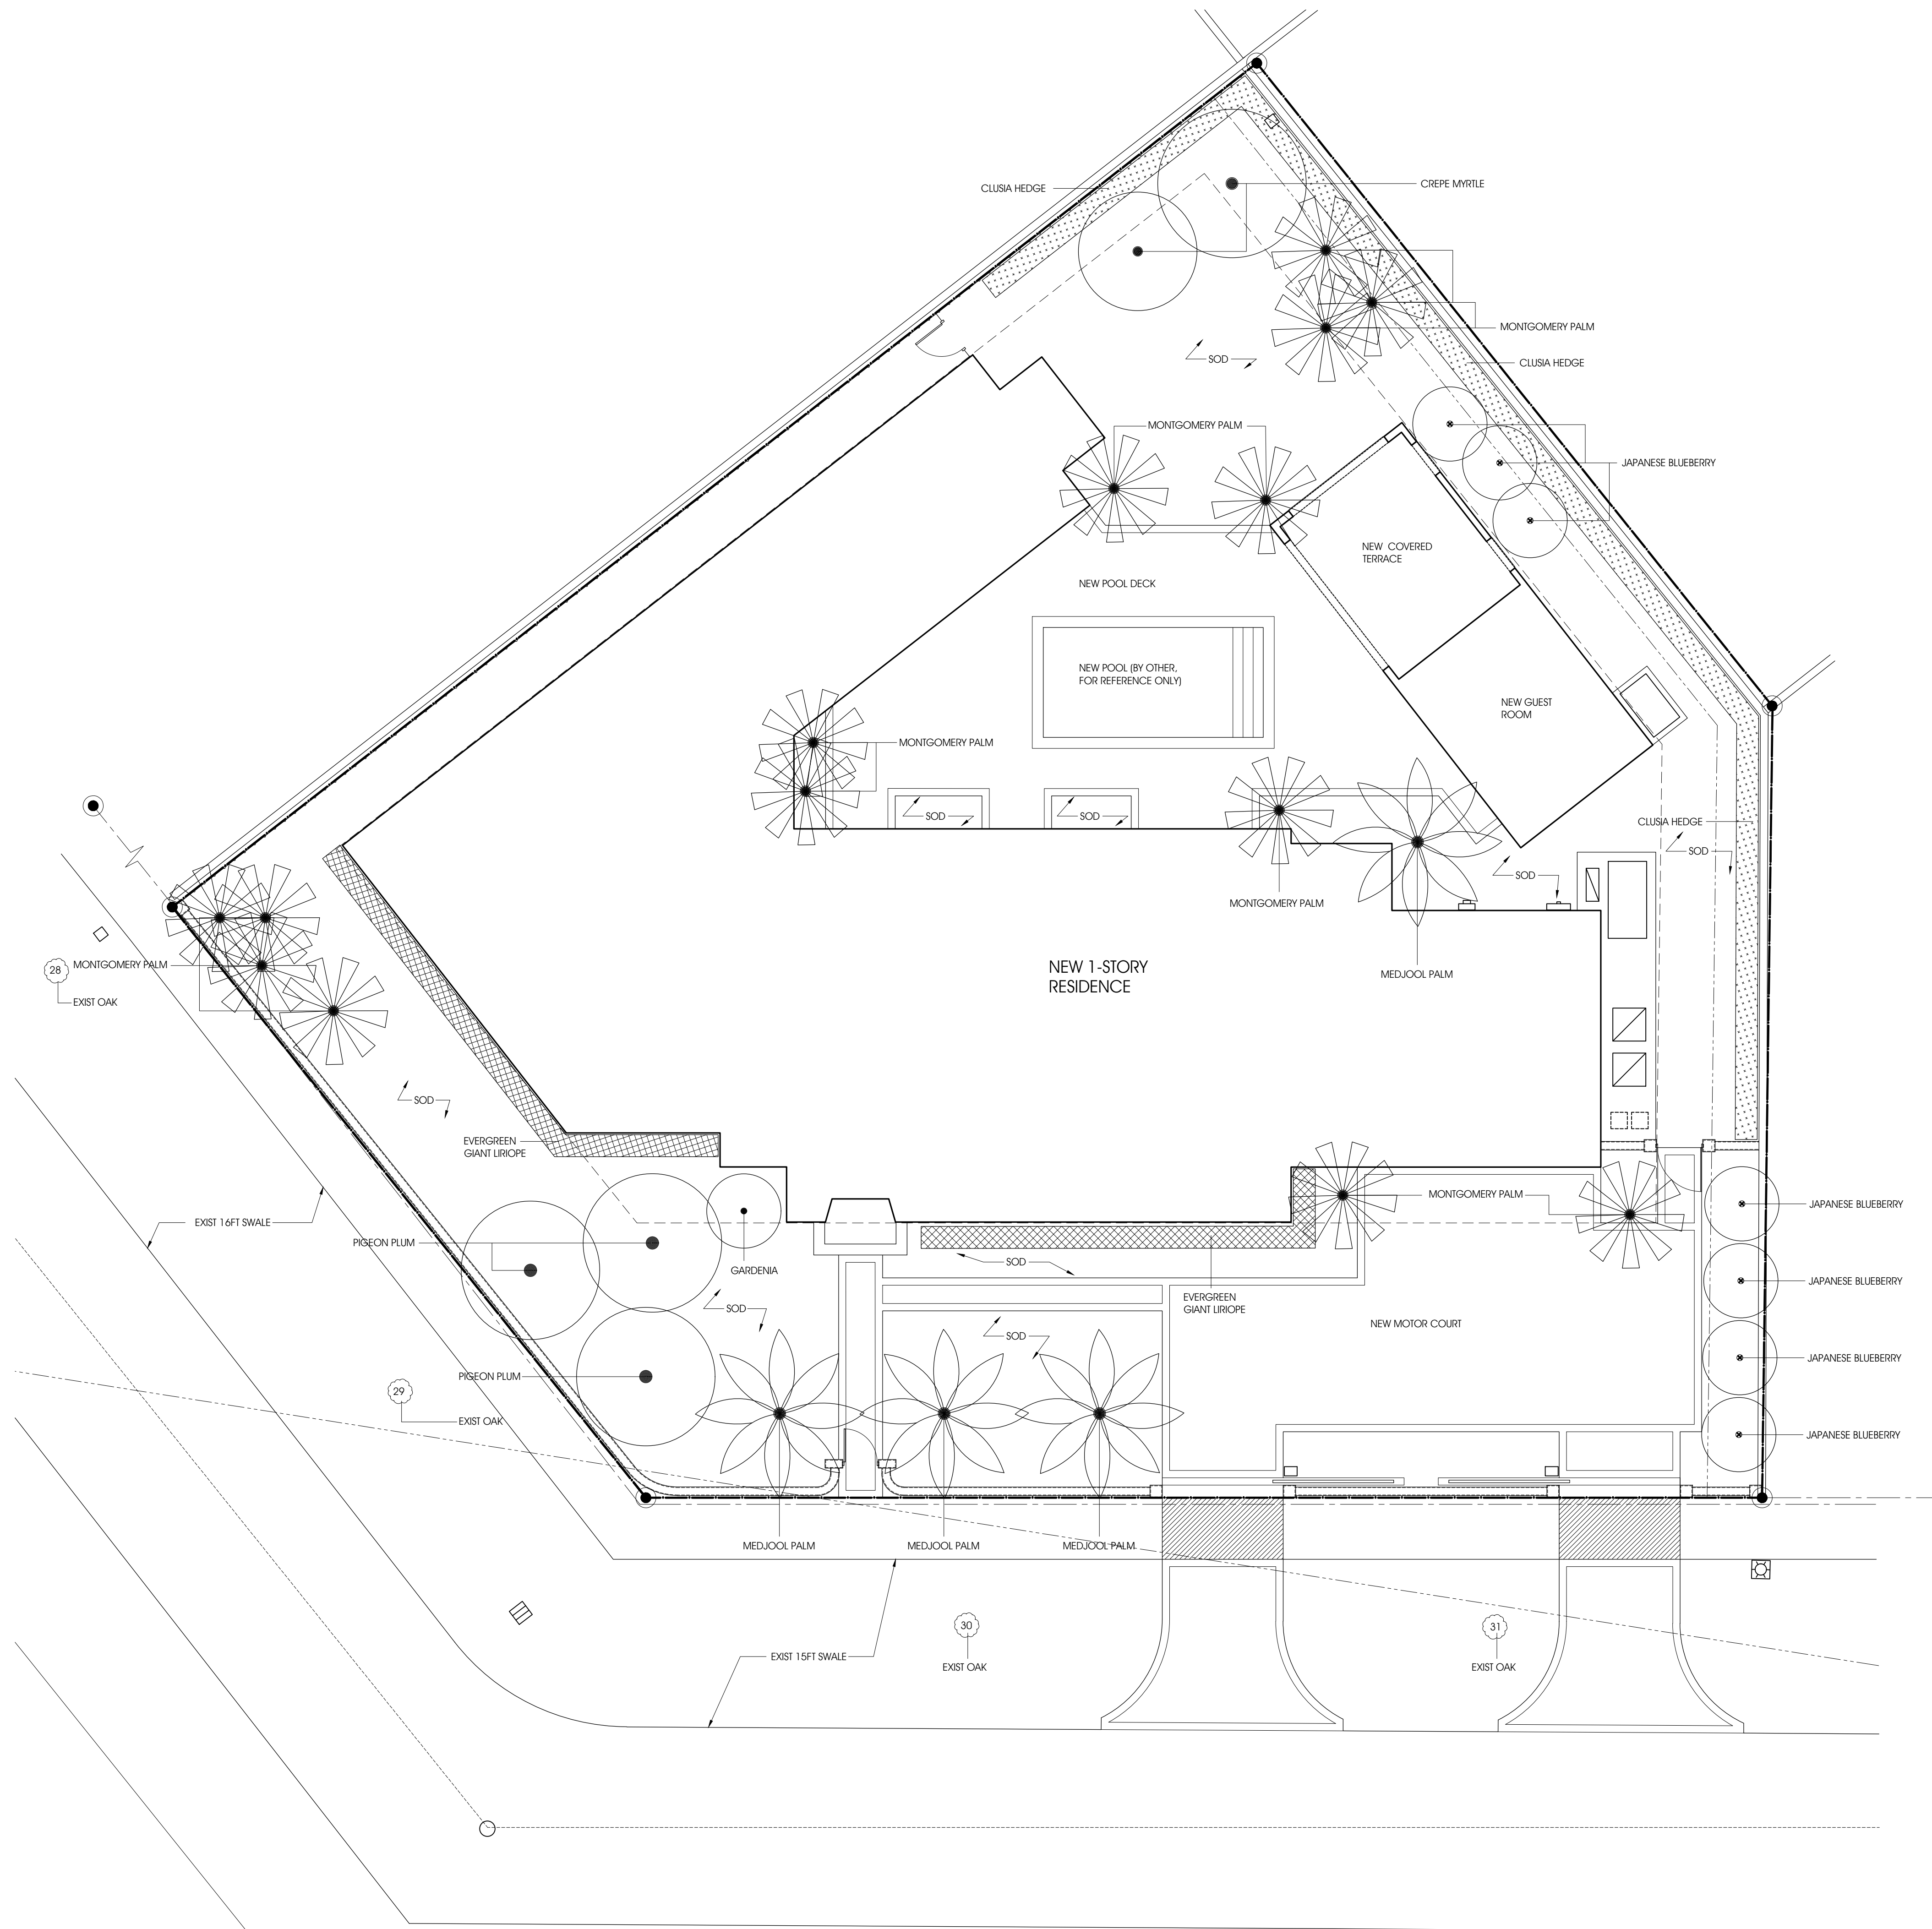 CLUSIA HEDGE
CREPE MYRTLE
MONTGOMERY PALM
SOD
CLUSIA HEDGE
MONTGOMERY PALM
JAPANESE BLUEBERRY
NEW COVERED
TERRACE
NEW POOL DECK
NEW POOL (BY OTHER,
FOR REFERENCE ONLY)
NEW GUEST
ROOM
MONTGOMERY PALM
SOD
SOD
CLUSIA HEDGE
SOD
SOD
MONTGOMERY PALM
NEW 1-STORY
RESIDENCE
MEDJOOL PALM
28
MONTGOMERY PALM
EXIST OAK
SOD
EVERGREEN
GIANT LIRIOPE
EXIST 16FT SWALE
MONTGOMERY PALM
JAPANESE BLUEBERRY
PIGEON PLUM
GARDENIA
SOD
JAPANESE BLUEBERRY
EVERGREEN
GIANT LIRIOPE
SOD
SOD
NEW MOTOR COURT
JAPANESE BLUEBERRY
PIGEON PLUM
29
EXIST OAK
JAPANESE BLUEBERRY
MEDJOOL PALM
MEDJOOL PALM
MEDJOOL PALM
30
EXIST OAK
31
EXIST OAK
EXIST 15FT SWALE